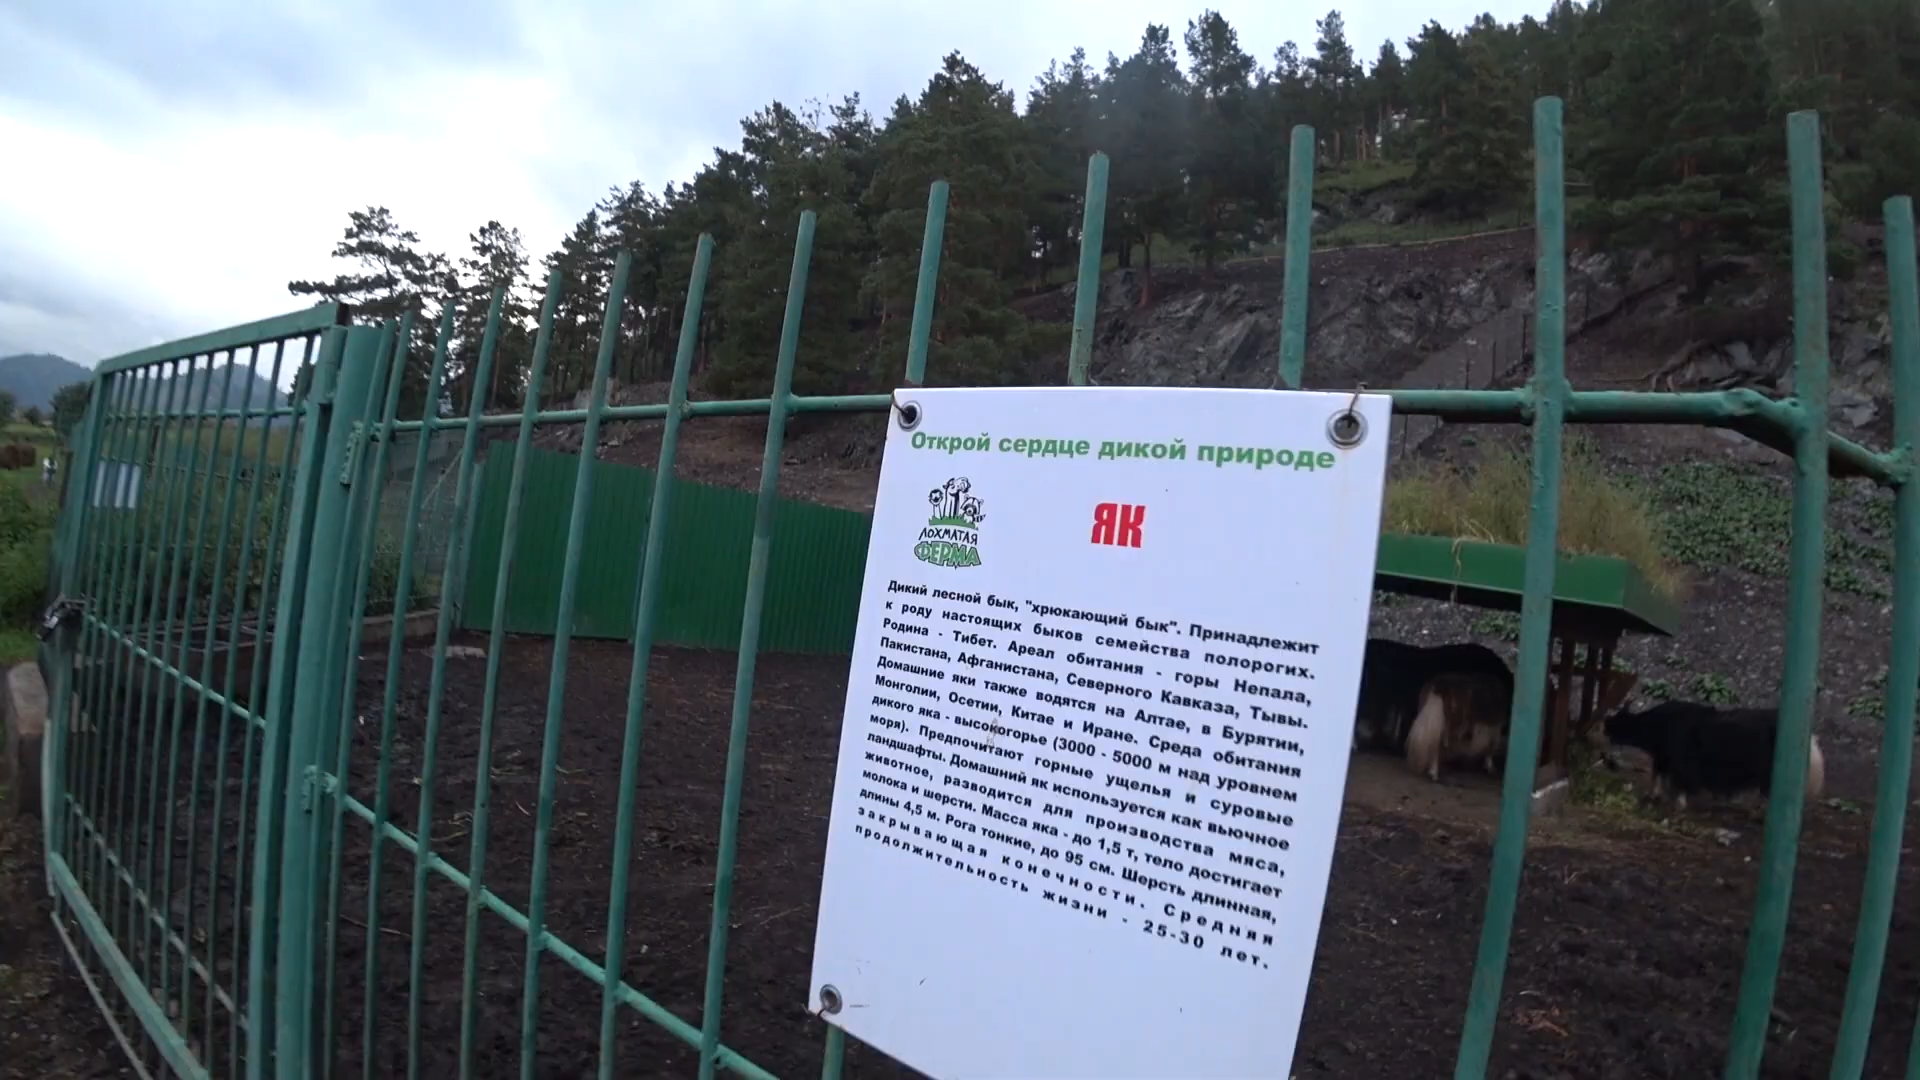 Открой сердце дикой природе
ЛОХМАТАЯ
ФЕРМА
ЯК
Дикий лесной бык, "хрюкающий бык". Принадлежит
к роду настоящих быков семейства полорогих.
Родина - Тибет. Ареал обитания - горы Непала,
Пакистана, Афганистана, Северного Кавказа, Тывы.
Домашние яки также водятся на Алтае, в Бурятии,
Монголии, Осетии, Китае и Иране. Среда обитания
дикого яка - высокогорье (3000 - 5000 м над уровнем
моря). Предпочитают горные ущелья и суровые
ландшафты. Домашний як используется как вьючное
животное, разводится для производства мяса,
молока и шерсти. Масса яка - до 1,5 т, тело достигает
длины 4,5 м. Рога тонкие, до 95 см. Шерсть длинная,
закрывающая конечности. Средняя
продолжительность жизни - 25-30 лет.